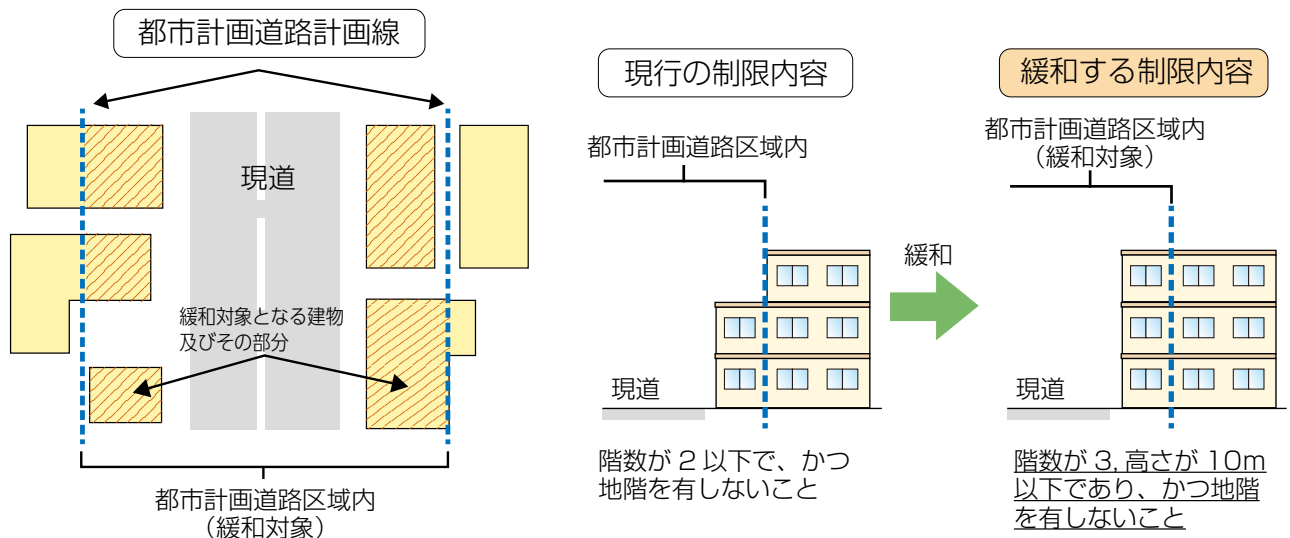 都市計画道路計画線
現道
緩和対象となる建物
及びその部分
都市計画道路区域内
（緩和対象）
現行の制限内容
都市計画道路区域内
現道
階数が 2 以下で、かつ
地階を有しないこと
緩和
緩和する制限内容
都市計画道路区域内
（緩和対象）
現道
階数が 3, 高さが 10m
以下であり、かつ地階
を有しないこと